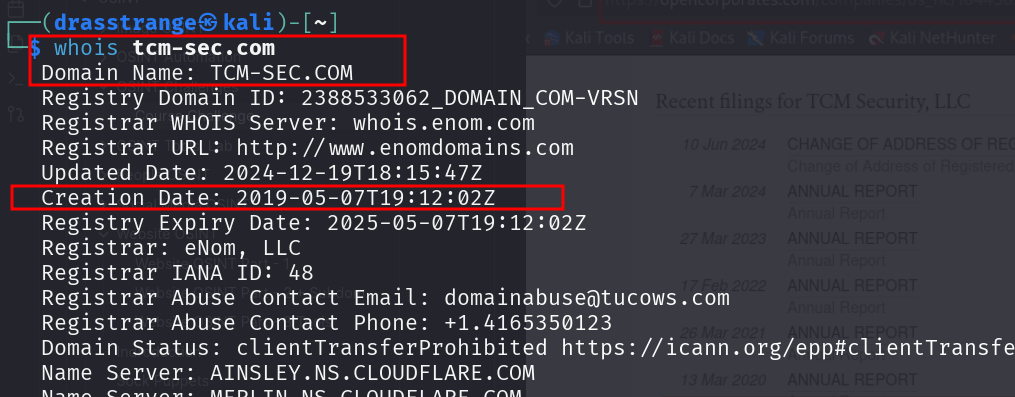 (drasstrange㉿kali)-[~]
$ whois tcm-sec.com
Domain Name: TCM-SEC.COM
Registry Domain ID: 2388533062_DOMAIN_COM-VRSN
Registrar WHOIS Server: whois.enom.com
Registrar URL: http://www.enomdomains.com
Updated Date: 2024-12-19T18:15:47Z
Creation Date: 2019-05-07T19:12:02Z
Registry Expiry Date: 2025-05-07T19:12:02Z
Registrar: eNom, LLC
Registrar IANA ID: 48
Registrar Abuse Contact Email: domainabuse@tucows.com
Registrar Abuse Contact Phone: +1.4165350123
Domain Status: clientTransferProhibited https://icann.org/epp#clientTransfe
Name Server: AINSLEY.NS.CLOUDFLARE.COM
Name Server: MERLIN.NS.CLOUDFLARE.COM
Kali Tools Kali Docs Kali Forums Kali NetHunter
Recent filings for TCM Security, LLC
10 Jun 2024 CHANGE OF ADDRESS OF REG
Change of Address of Registered
7 Mar 2024 ANNUAL REPORT
Annual Report
27 Mar 2023 ANNUAL REPORT
Annual Report
17 Feb 2022 ANNUAL REPORT
Annual Report
26 Mar 2021 ANNUAL REPORT
Annual Report
13 Mar 2020 ANNUAL REPORT
Annual Report